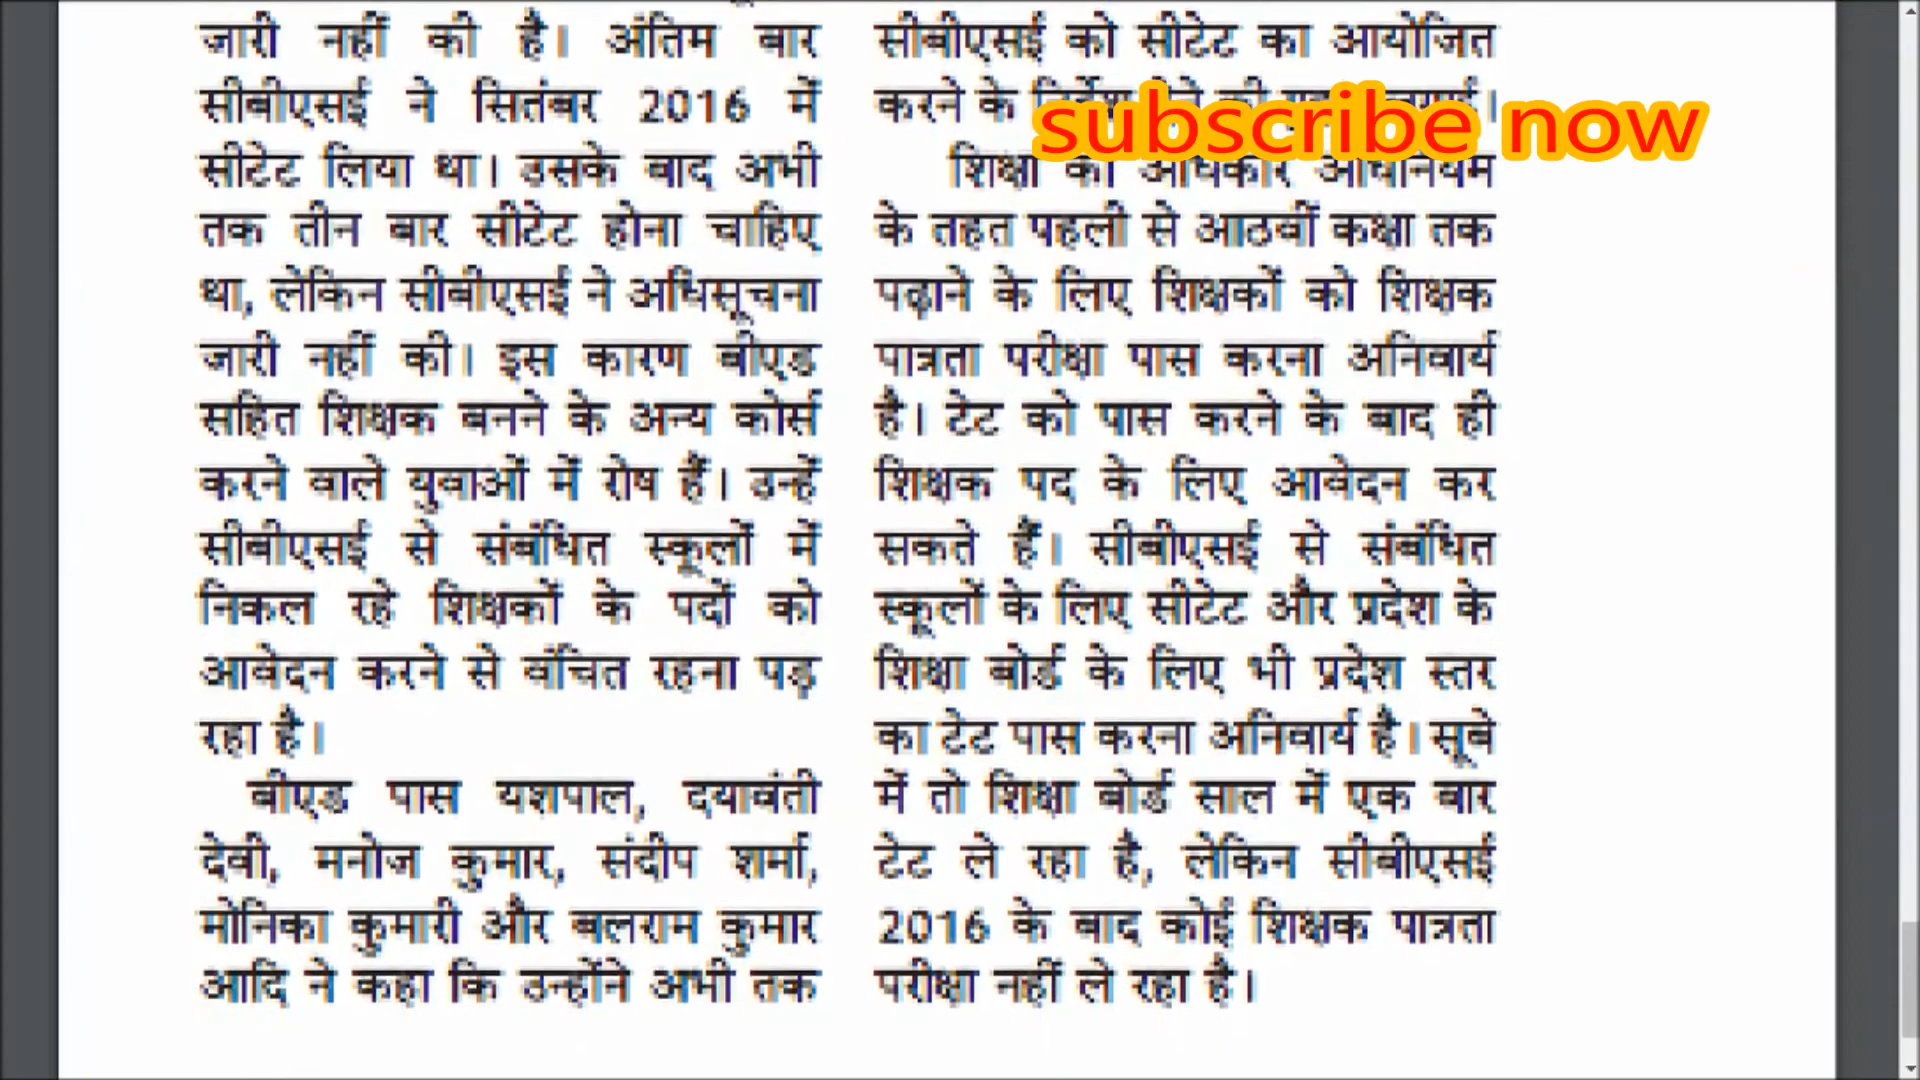 जारी नहीं की है। अंतिम बार
सीबीएसई ने सितंबर 2016 में
सीटेट लिया था। उसके बाद अभी
तक तीन बार सीटेट होना चाहिए
था, लेकिन सीबीएसई ने अधिसूचना
जारी नहीं की। इस कारण बीएड
सहित शिक्षक बनने के अन्य कोर्स
करने वाले युवाओं में रोष हैं। उन्हें
सीबीएसई से संबंधित स्कूलों में
निकल रहे शिक्षकों के पदों को
आवेदन करने से वंचित रहना पड़
रहा है।
बीएड पास यशपाल, दयावंती
देवी, मनोज कुमार, संदीप शर्मा,
मोनिका कुमारी और बलराम कुमार
आदि ने कहा कि उन्होंने अभी तक
सीबीएसई को सीटेट का आयोजित
करने के
subscribe now
शिक्षा का अधिकार अधिनियम
के तहत पहली से आठवीं कक्षा तक
पढ़ाने के लिए शिक्षकों को शिक्षक
पात्रता परीक्षा पास करना अनिवार्य
है। टेट को पास करने के बाद ही
शिक्षक पद के लिए आवेदन कर
सकते हैं। सीबीएसई से संबंधित
स्कूलों के लिए सीटेट और प्रदेश के
शिक्षा बोर्ड के लिए भी प्रदेश स्तर
का टेट पास करना अनिवार्य है। सूबे
में तो शिक्षा बोर्ड साल में एक बार
टेट ले रहा है, लेकिन सीबीएसई
2016 के बाद कोई शिक्षक पात्रता
परीक्षा नहीं ले रहा है।